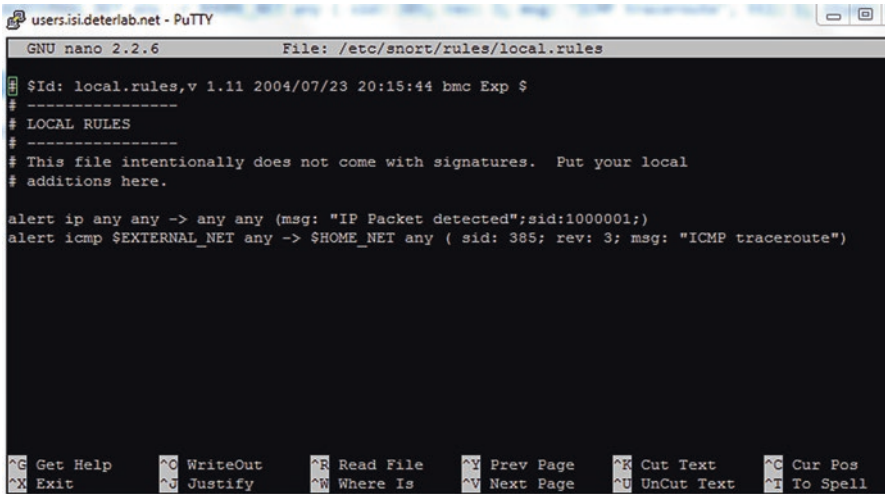 users.isi.deterlab.net - PuTTY
GNU nano 2.2.6 File: /etc/snort/rules/local.rules
# $Id: local.rules,v 1.11 2004/07/23 20:15:44 bmc Exp $
# ----------------
# LOCAL RULES
# ----------------
# This file intentionally does not come with signatures.  Put your local
# additions here.
alert ip any any -> any any (msg: "IP Packet detected";sid:1000001;)
alert icmp $EXTERNAL_NET any -> $HOME_NET any ( sid: 385; rev: 3; msg: "ICMP traceroute")
^G Get Help ^O WriteOut ^R Read File ^Y Prev Page ^K Cut Text ^C Cur Pos
^X Exit ^J Justify ^W Where Is ^V Next Page ^U UnCut Text ^T To Spell